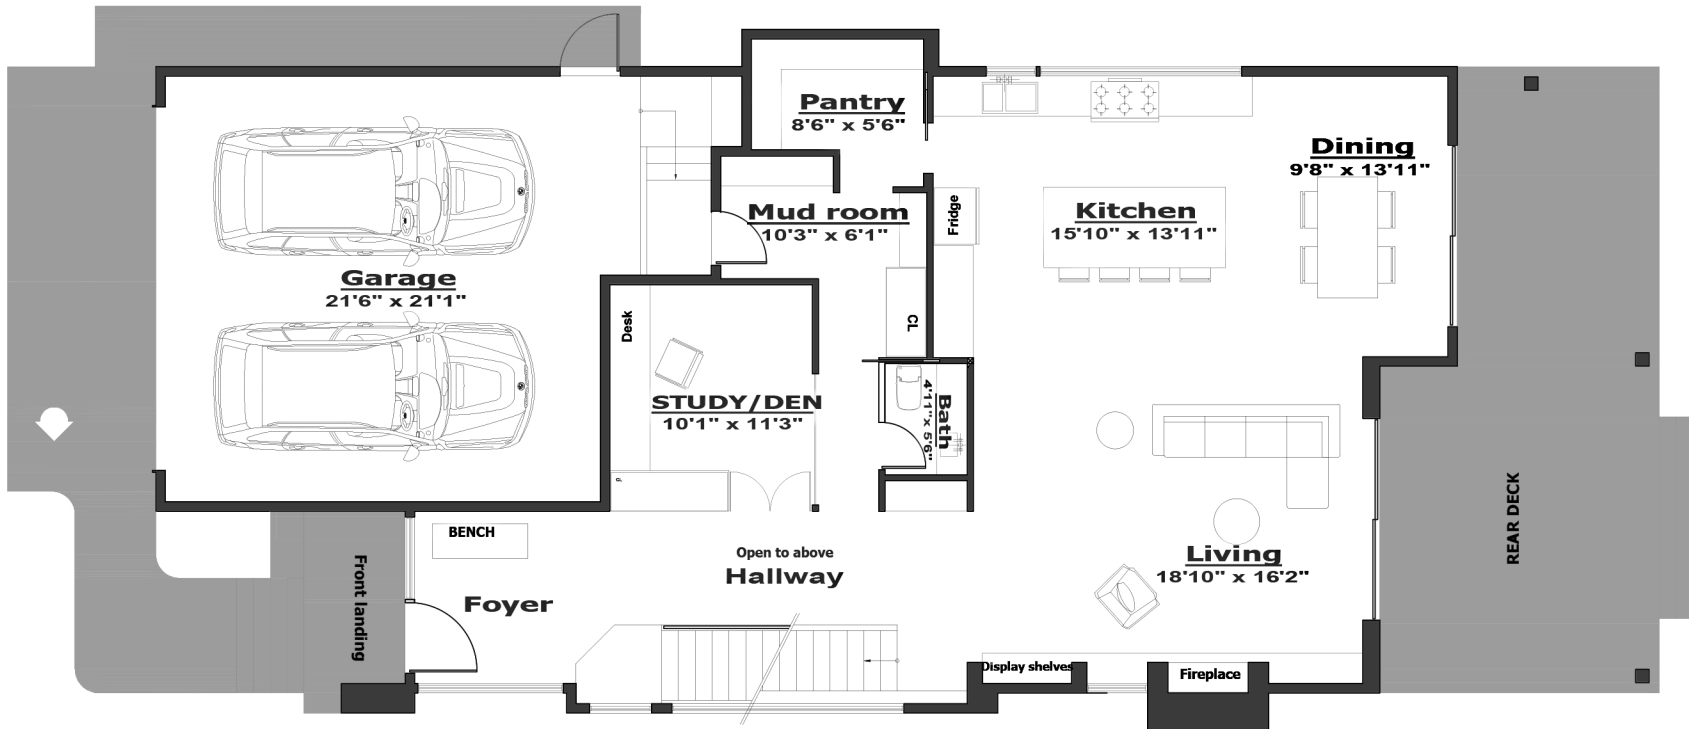 Pantry
8'6" x 5'6"
Dining
9'8" x 13'11"
Mud room
10'3" x 6'1"
Fridge
Kitchen
15'10" x 13'11"
Garage
21'6" x 21'1"
Desk
CL
STUDY/DEN
10'1" x 11'3"
Bath
4'11" x 5'6"
REAR DECK
BENCH
Open to above
Hallway
Living
18'10" x 16'2"
Front landing
Foyer
Display shelves
Fireplace